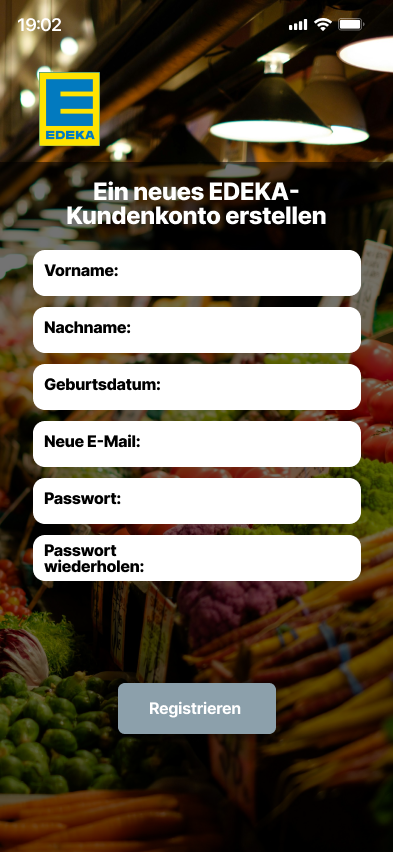 19:02
E
EDEKA
Ein neues EDEKA-
Kundenkonto erstellen
Vorname:
Nachname:
Geburtsdatum:
Neue E-Mail:
Passwort:
Passwort
wiederholen:
Registrieren